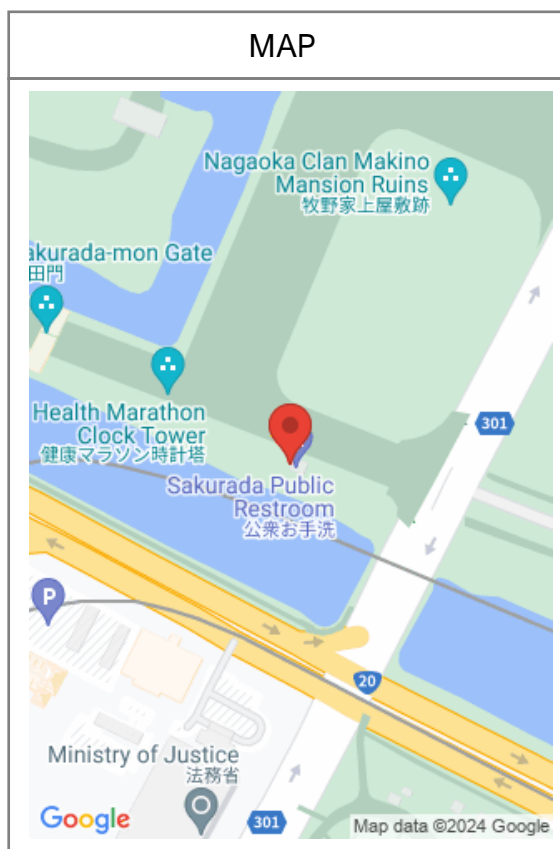 MAP
Nagaoka Clan Makino
Mansion Ruins
牧野家上屋敷跡
akurada-mon Gate
田門
Health Marathon
Clock Tower
健康マラソン時計塔
301
Sakurada Public
Restroom
公衆お手洗
P
20
Ministry of Justice
法務省
Google
301
Map data ©2024 Google